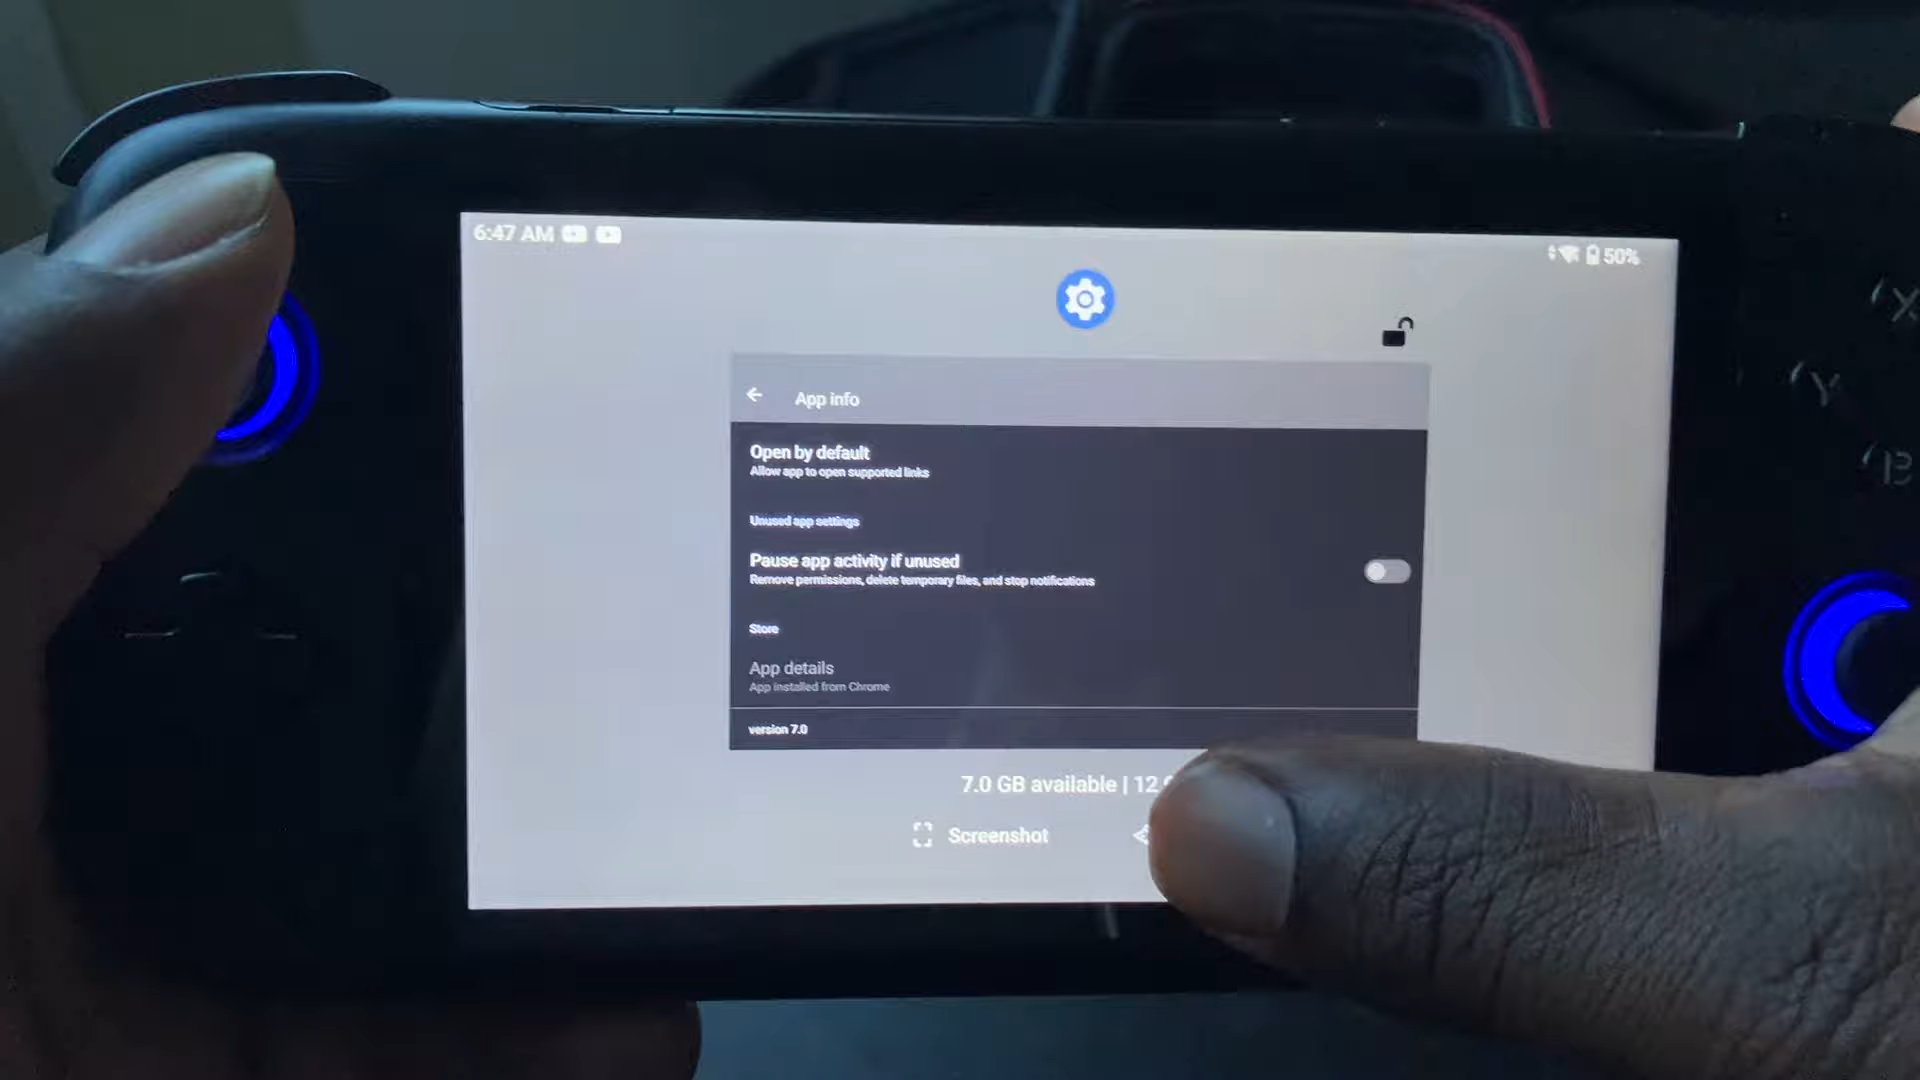 6:47 AM
50%
App info
Open by default
Allow app to open supported links
Unused app settings
Pause app activity if unused
Remove permissions, delete temporary files, and stop notifications
Store
App details
App installed from Chrome
version 7.0
7.0 GB available | 12
Screenshot
X
Y
B